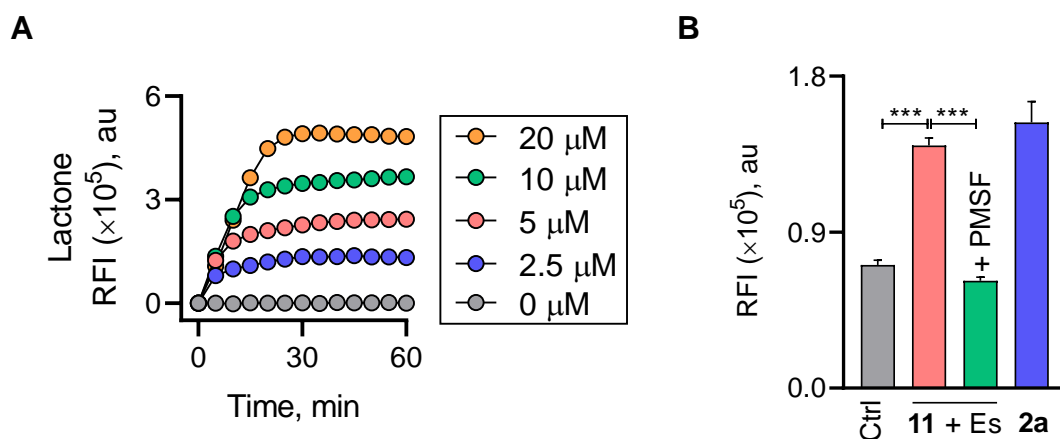 A
Lactone
RFI (×10⁵), au
6
3
0
0
30
60
Time, min
20 μM
10 μM
5 μM
2.5 μM
0 μM
B
RFI (×10⁵), au
1.8
0.9
0.0
*** ***
+ PMSF
Ctrl
11 + Es
2a